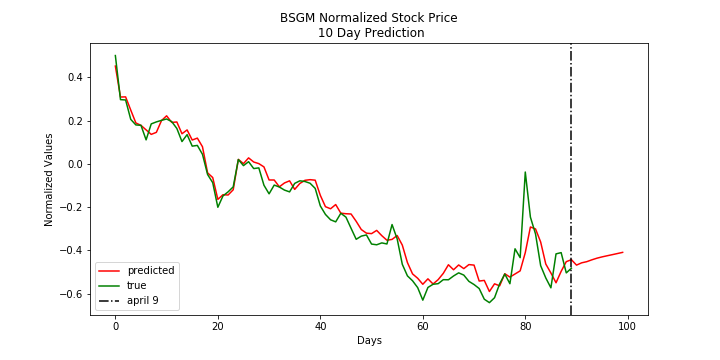 BSGM Normalized Stock Price
10 Day Prediction
Normalized Values
0.4
0.2
0.0
−0.2
−0.4
−0.6
predicted
true
april 9
0 20 40 60 80 100
Days